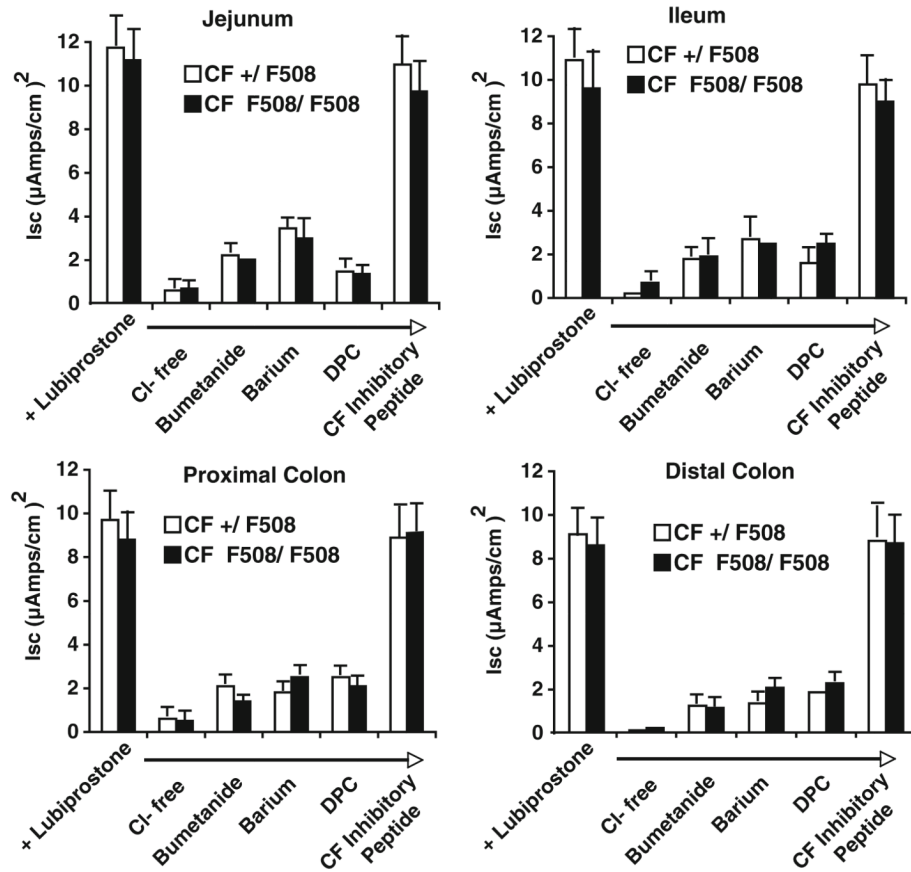 Jejunum
Isc (µAmps/cm )2
12
10
8
6
4
2
0
CF +/ F508
CF F508/ F508
+ Lubiprostone
Cl- free
Bumetanide
Barium
DPC
CF Inhibitory
Peptide
Ileum
Isc (µAmps/cm )2
12
10
8
6
4
2
0
CF +/ F508
CF F508/ F508
+ Lubiprostone
Cl- free
Bumetanide
Barium
DPC
CF Inhibitory
Peptide
Proximal Colon
Isc (µAmps/cm )2
12
10
8
6
4
2
0
CF +/ F508
CF F508/ F508
+ Lubiprostone
Cl- free
Bumetanide
Barium
DPC
CF Inhibitory
Peptide
Distal Colon
Isc (µAmps/cm )2
12
10
8
6
4
2
0
CF +/ F508
CF F508/ F508
+ Lubiprostone
Cl- free
Bumetanide
Barium
DPC
CF Inhibitory
Peptide